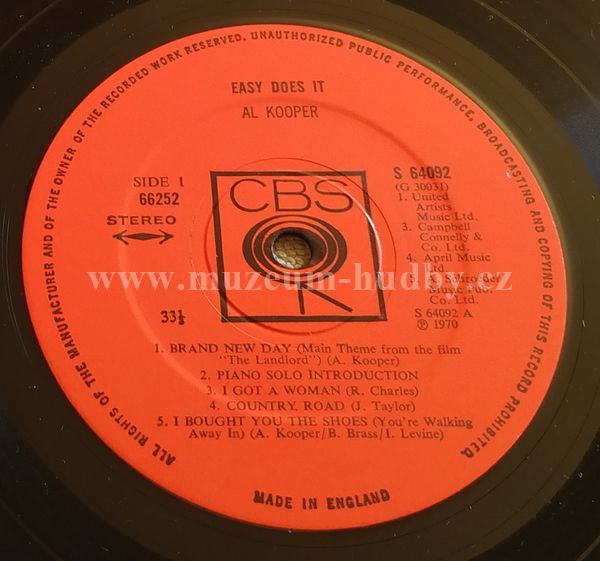 ALL RIGHTS OF THE MANUFACTURER AND OF THE OWNER OF THE RECORDED WORK RESERVED. UNAUTHORIZED PUBLIC PERFORMANCE, BROADCASTING AND COPYING OF THIS RECORD PROHIBITED.
EASY DOES IT
AL KOOPER
SIDE 1
66252
STEREO
33⅓
CBS
S 64092
(G 30031)
1. United
Artists
Music Ltd.
3. Campbell
Connelly &
Co. Ltd.
4. April Music
Ltd.
5. A. Schroeder
Music Pub.
Co. Ltd.
S 64092 A
℗ 1970
www.muzeum-hudby.cz
1. BRAND NEW DAY (Main Theme from the film
"The Landlord") (A. Kooper)
2. PIANO SOLO INTRODUCTION
3. I GOT A WOMAN (R. Charles)
4. COUNTRY ROAD (J. Taylor)
5. I BOUGHT YOU THE SHOES (You're Walking
Away In) (A. Kooper/B. Brass/I. Levine)
MADE IN ENGLAND